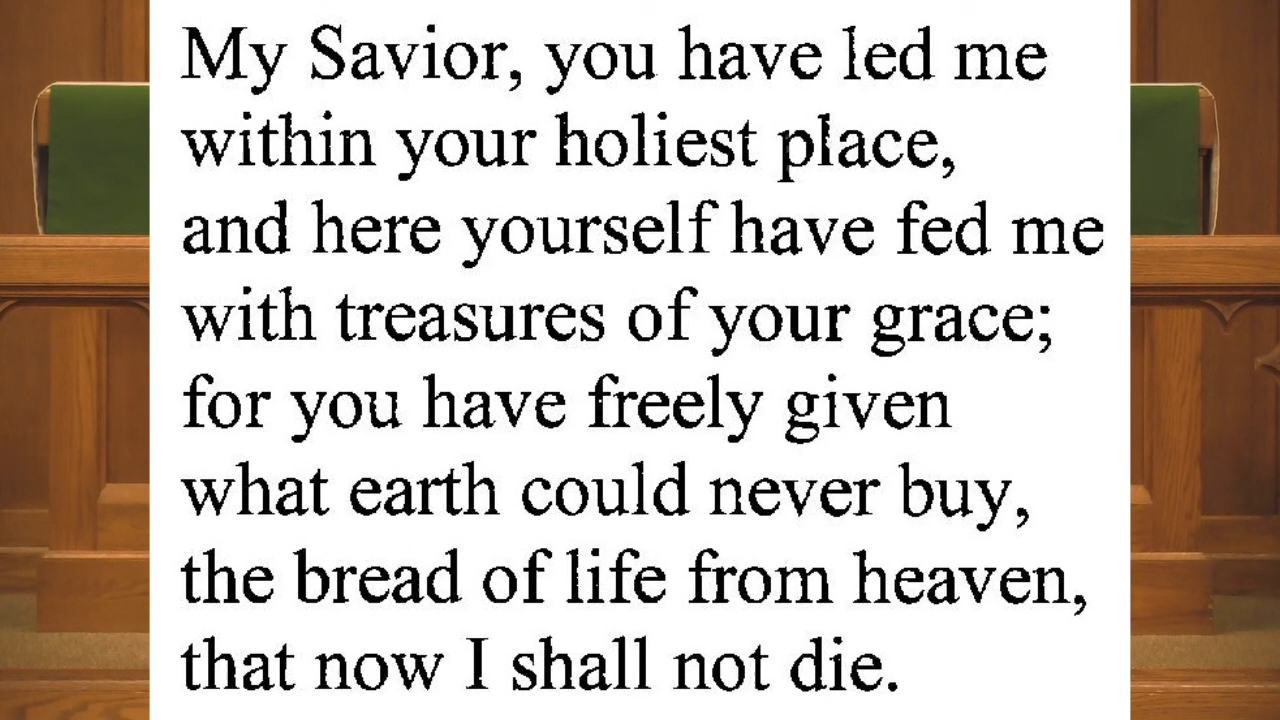 My Savior, you have led me
within your holiest place,
and here yourself have fed me
with treasures of your grace;
for you have freely given
what earth could never buy,
the bread of life from heaven,
that now I shall not die.